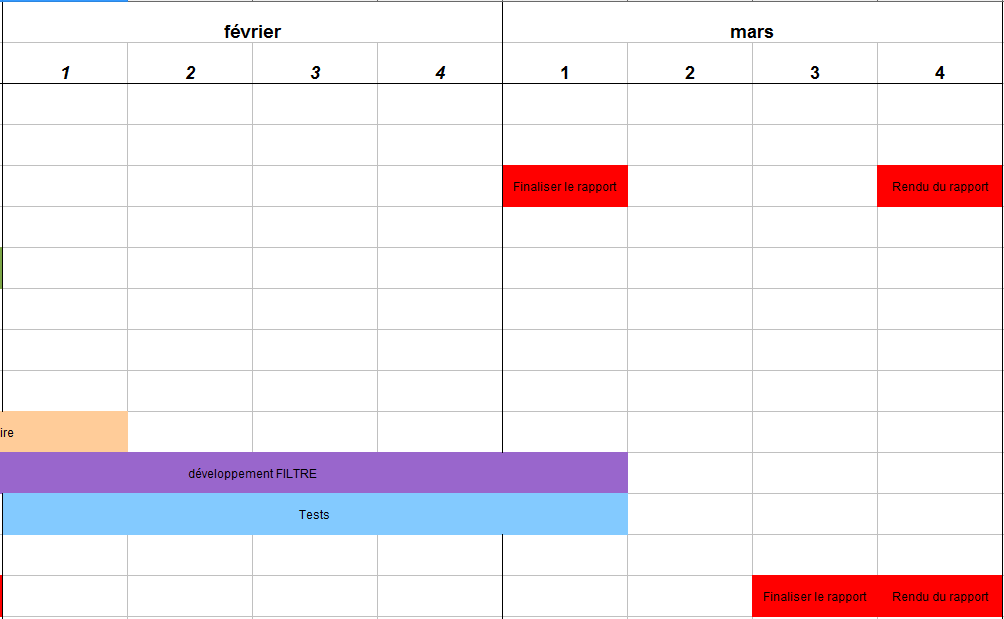 février mars
1 2 3 4 1 2 3 4
Finaliser le rapport Rendu du rapport
ire
développement FILTRE
Tests
Finaliser le rapport Rendu du rapport